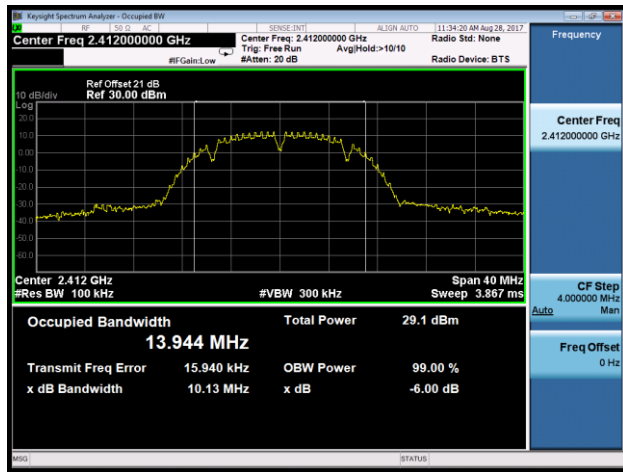 Keysight Spectrum Analyzer - Occupied BW
RF 50 Ω AC SENSE:INT ALIGN AUTO 11:34:20 AM Aug 28, 2017
Center Freq 2.412000000 GHz
Center Freq: 2.412000000 GHz
Radio Std: None
Trig: Free Run Avg|Hold:>10/10
#IFGain:Low #Atten: 20 dB Radio Device: BTS
Frequency
Ref Offset 21 dB
10 dB/div Ref 30.00 dBm
Log
20.0
10.0
0.00
-10.0
-20.0
-30.0
-40.0
-50.0
-60.0
Center 2.412 GHz Span 40 MHz
#Res BW 100 kHz #VBW 300 kHz Sweep 3.867 ms
Occupied Bandwidth Total Power 29.1 dBm
13.944 MHz
Transmit Freq Error 15.940 kHz OBW Power 99.00 %
x dB Bandwidth 10.13 MHz x dB -6.00 dB
Center Freq
2.412000000 GHz
CF Step
4.000000 MHz
Auto Man
Freq Offset
0 Hz
MSG STATUS